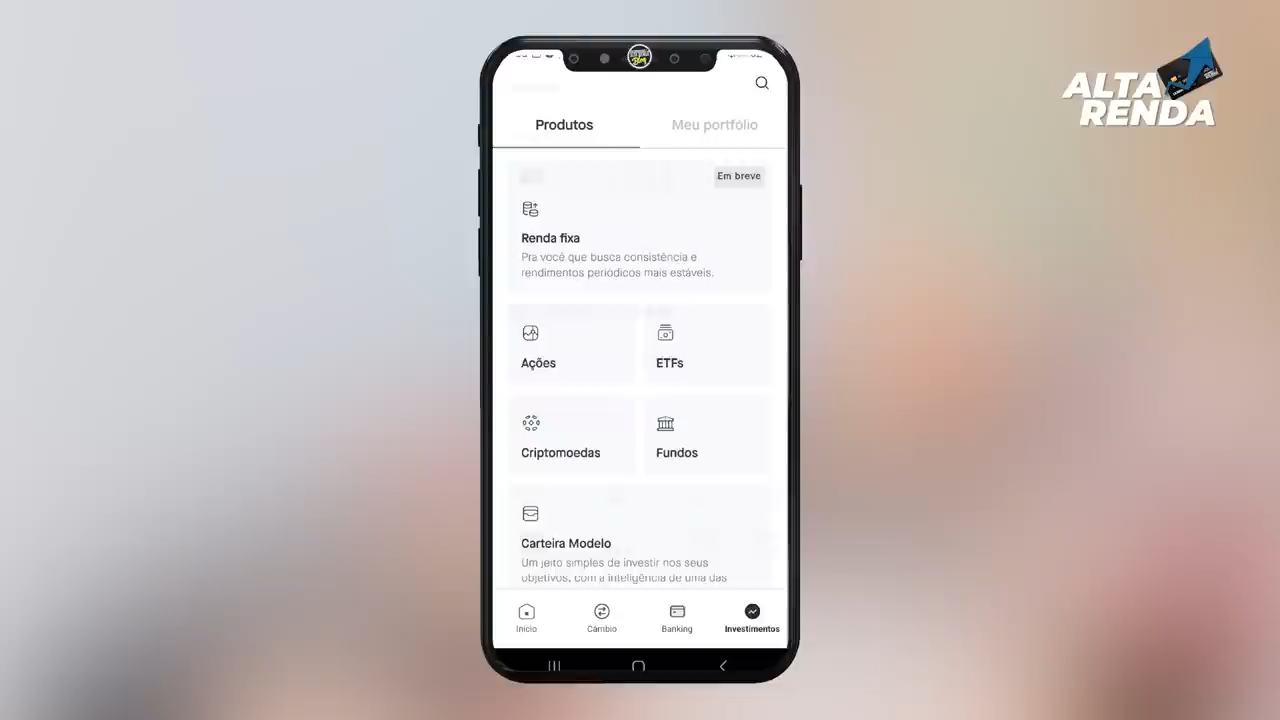 ALTA
RENDA
Produtos
Meu portfólio
Em breve
Renda fixa
Pra você que busca consistência e
rendimentos periódicos mais estáveis.
Ações
ETFs
Criptomoedas
Fundos
Carteira Modelo
Um jeito simples de investir nos seus
objetivos, com a inteligência de uma das
Início
Câmbio
Banking
Investimentos